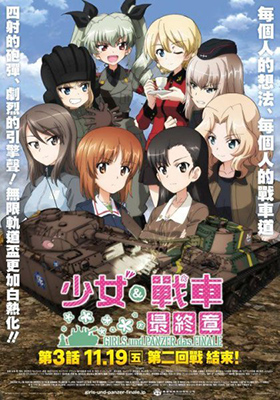 每個人的想法、每個人的戰車道
四射的砲彈、劇烈的引擎聲！
無限軌道盃更加白熱化!!
少女&戰車
最終章
GIRLS und PANZER das FINALE
第3話 11.19 五 第二回戰 結束!
girls-und-panzer-finale.jp